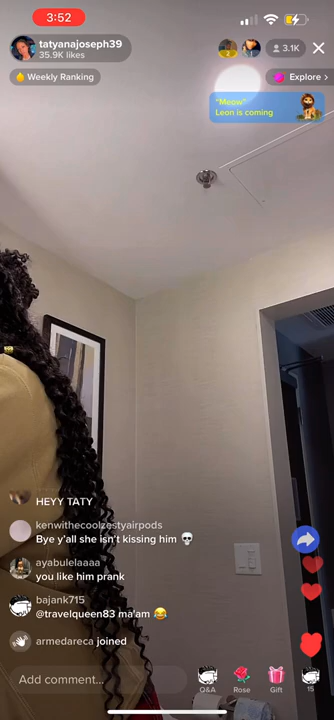 3:52
tatyanajoseph39
35.9K likes
2
3.1K
Weekly Ranking
Explore >
"Meow"
Leon is coming
HEYY TATY
kenwithecoolzestyairpods
Bye y'all she isn't kissing him 💀
ayabulelaaaa
you like him prank
bajank715
@travelqueen83 ma'am 😂
armedareca joined
Add comment...
Q&A
Rose
Gift
15